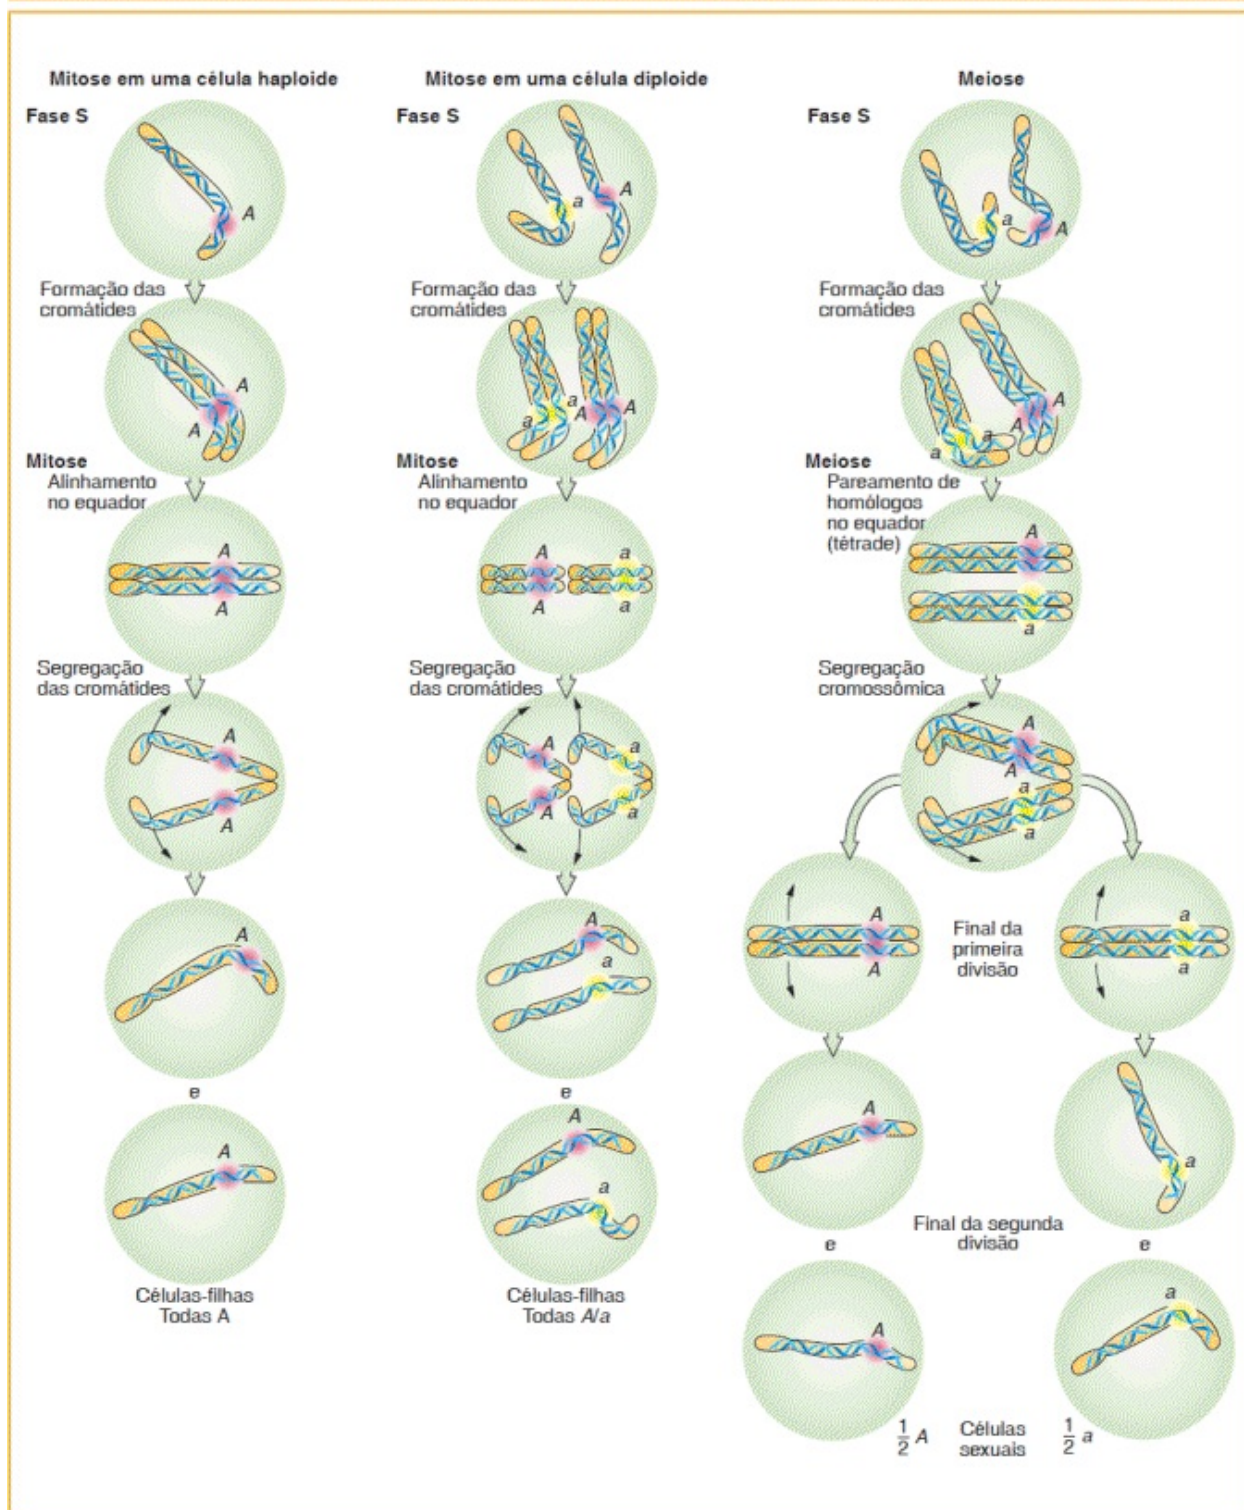 Mitose em uma célula haploide
Fase S
A
Formação das
cromátides
A
A
Mitose
Alinhamento
no equador
A
A
Segregação
das cromátides
A
A
A
e
A
Células-filhas
Todas A
Mitose em uma célula diploide
Fase S
a
A
Formação das
cromátides
a
a
A
A
Mitose
Alinhamento
no equador
A
a
A
a
Segregação
das cromátides
A
a
A
a
A
a
e
A
a
Células-filhas
Todas A/a
Meiose
Fase S
a
A
Formação das
cromátides
A
A
a
a
Meiose
Pareamento de
homólogos
no equador
(tétrade)
A
a
Segregação
cromossômica
A
A
a
a
A
A
Final da
primeira
divisão
a
a
A
a
Final da segunda
divisão
e
e
A
a
1/2 A
Células
sexuais
1/2 a